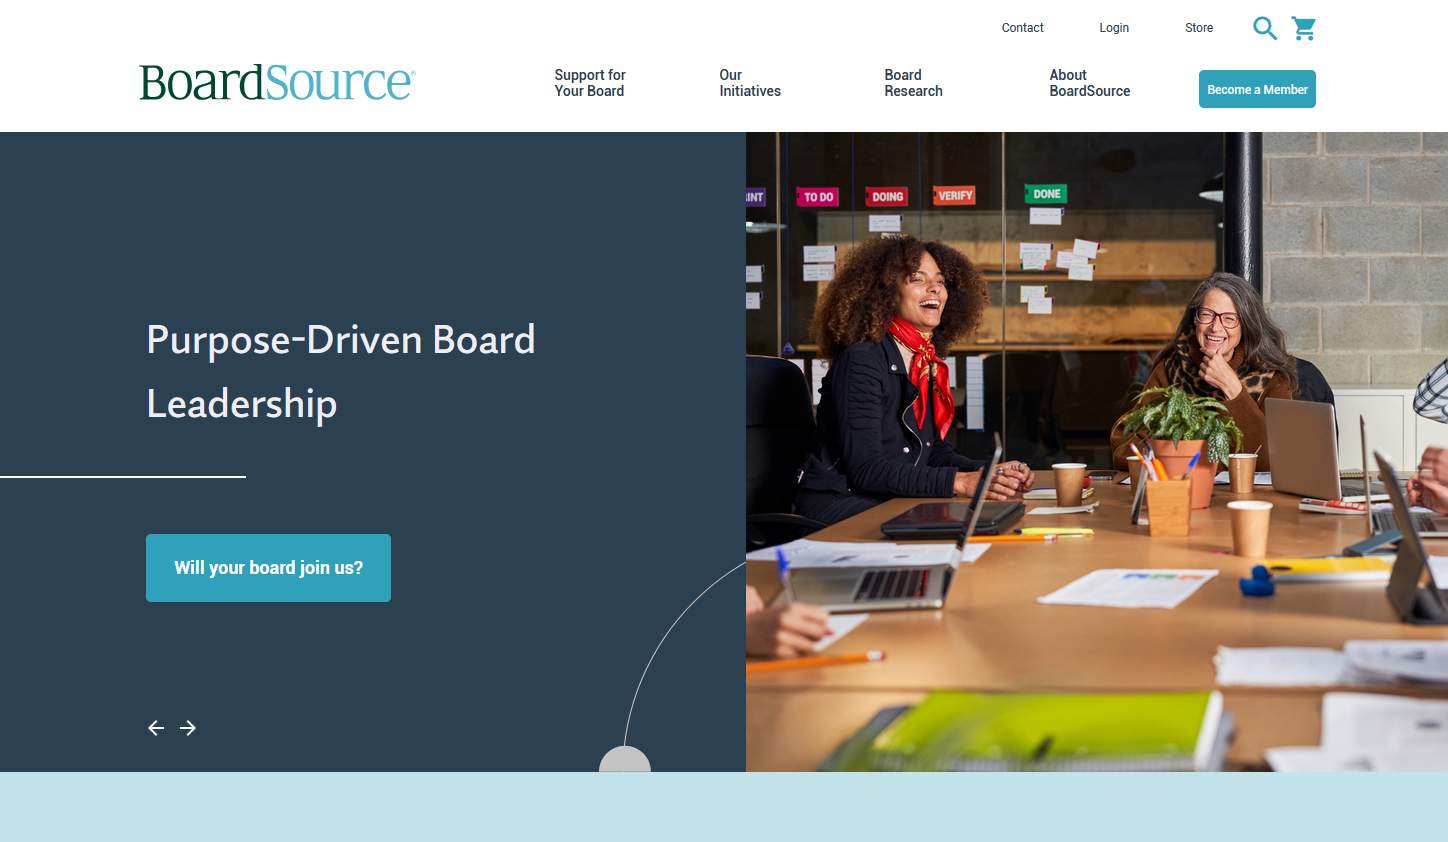 Contact Login Store
BoardSource®
Support for
Your Board
Our
Initiatives
Board
Research
About
BoardSource
Become a Member
Purpose-Driven Board
Leadership
Will your board join us?
TO DO
DOING
VERIFY
DONE